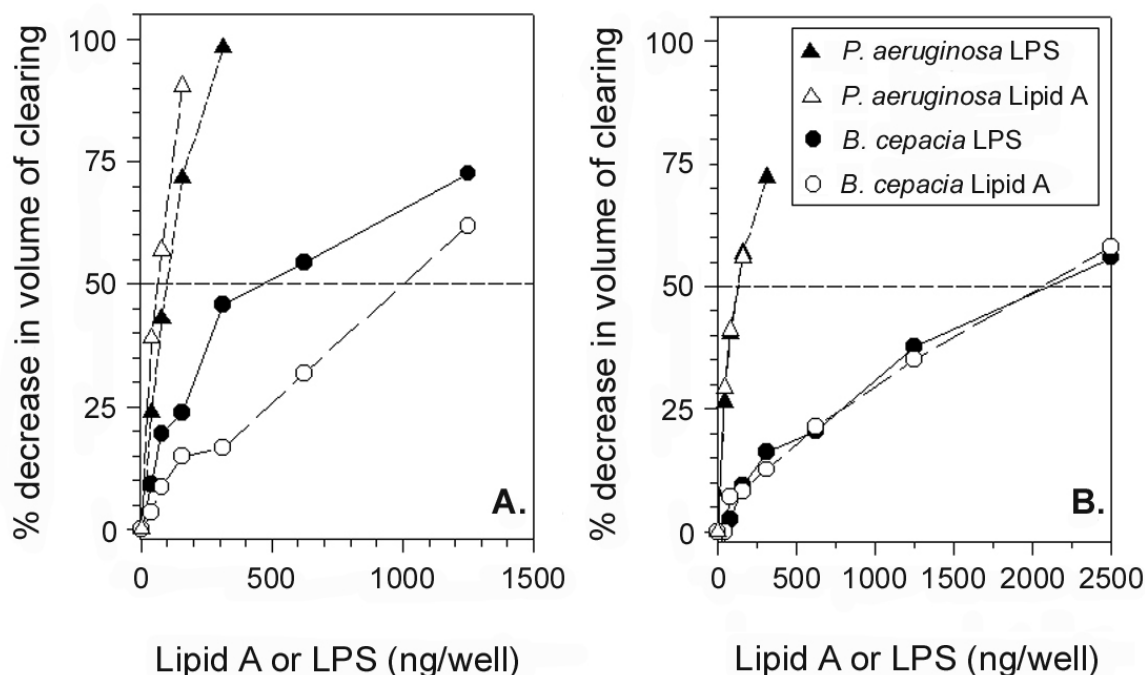 % decrease in volume of clearing
100
75
50
25
0
A.
0 500 1000 1500
Lipid A or LPS (ng/well)
% decrease in volume of clearing
100
75
50
25
0
P. aeruginosa LPS
P. aeruginosa Lipid A
B. cepacia LPS
B. cepacia Lipid A
B.
0 500 1000 1500 2000 2500
Lipid A or LPS (ng/well)